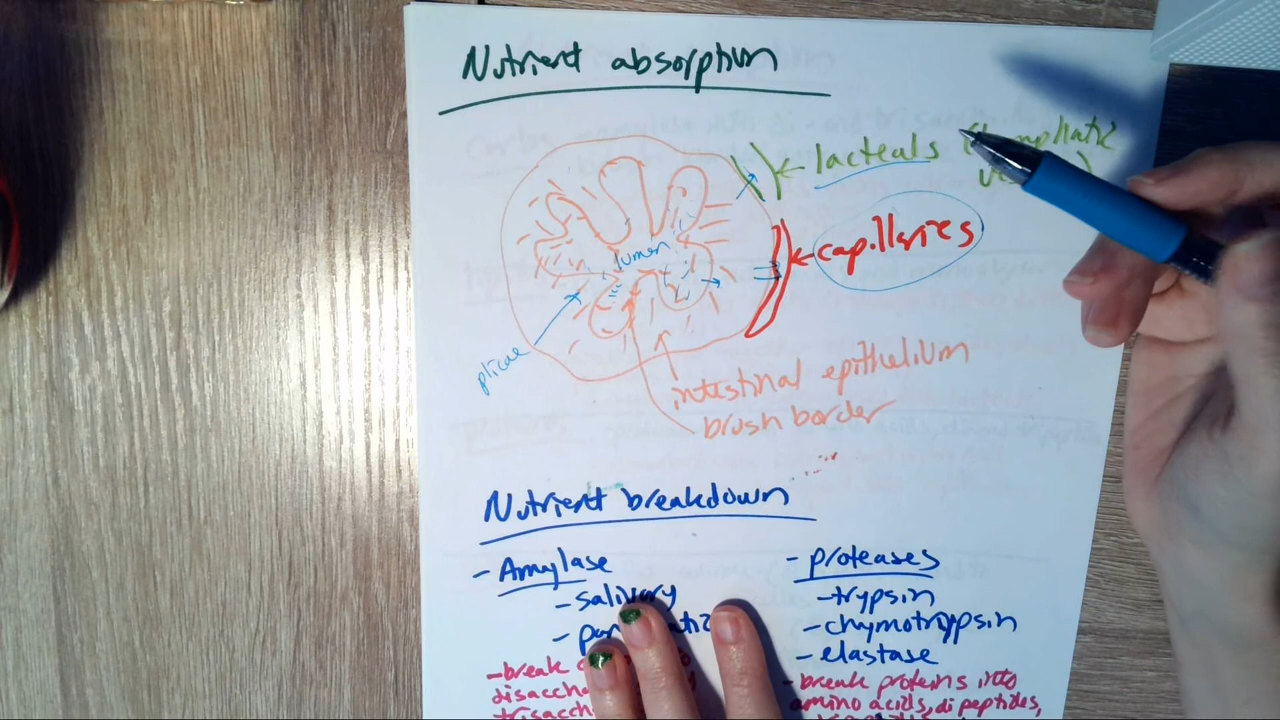 Nutrient absorption
← lacteals
← capillaries
lumen
plicae
intestinal epithelium
brush border
Nutrient breakdown
- Amylase
- salivary
- break
- proteases
- trypsin
- chymotrypsin
- elastase
- break proteins into
amino acids, di peptides,